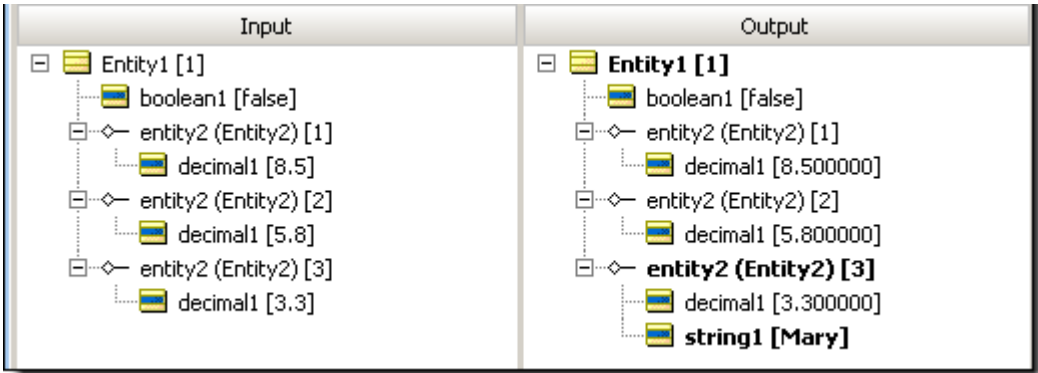 Input
Entity1 [1]
boolean1 [false]
entity2 (Entity2) [1]
decimal1 [8.5]
entity2 (Entity2) [2]
decimal1 [5.8]
entity2 (Entity2) [3]
decimal1 [3.3]
Output
Entity1 [1]
boolean1 [false]
entity2 (Entity2) [1]
decimal1 [8.500000]
entity2 (Entity2) [2]
decimal1 [5.800000]
entity2 (Entity2) [3]
decimal1 [3.300000]
string1 [Mary]